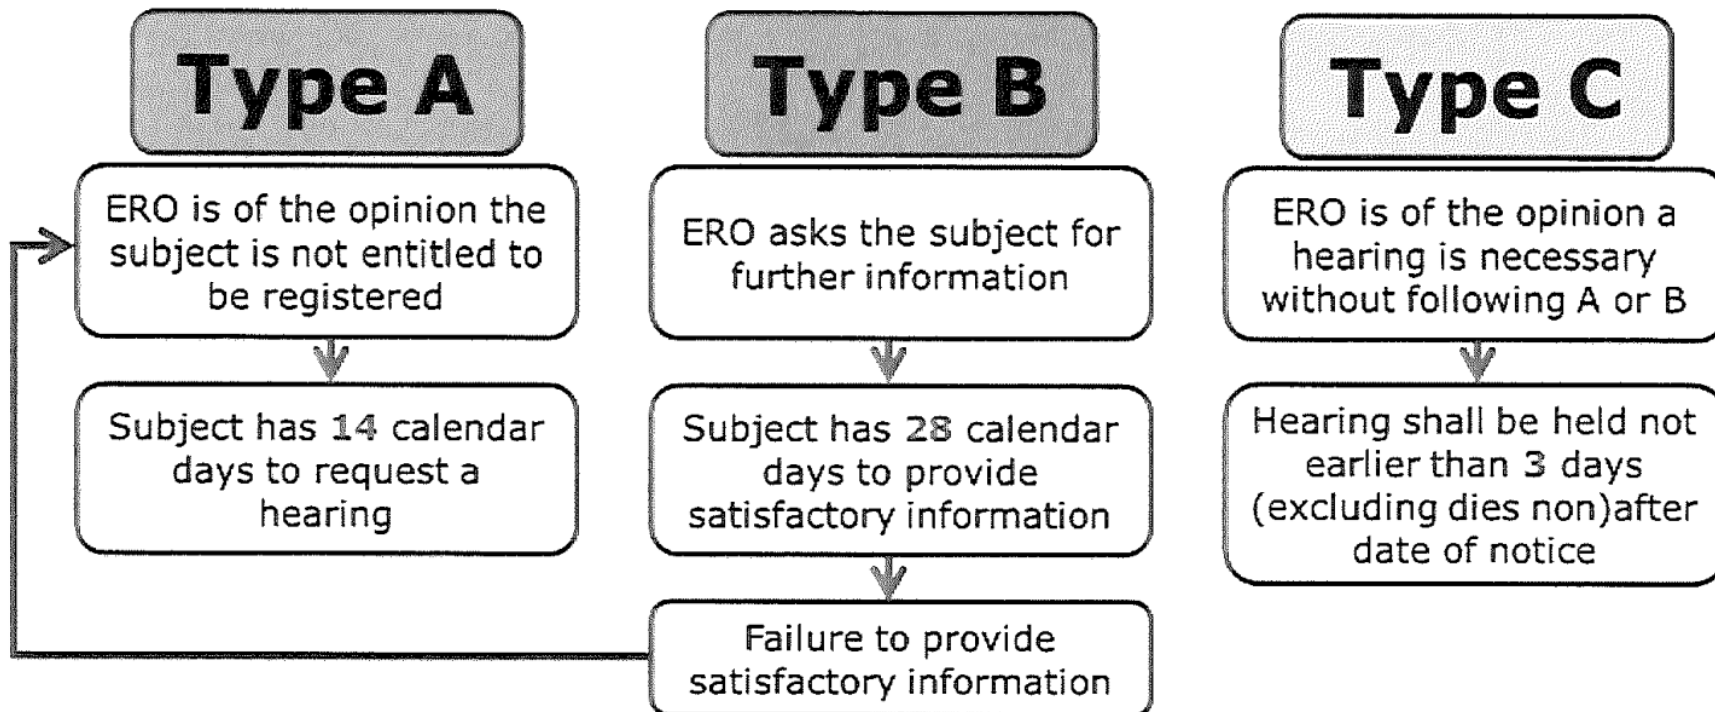 Type A
ERO is of the opinion the
subject is not entitled to
be registered
Subject has 14 calendar
days to request a
hearing
Type B
ERO asks the subject for
further information
Subject has 28 calendar
days to provide
satisfactory information
Failure to provide
satisfactory information
Type C
ERO is of the opinion a
hearing is necessary
without following A or B
Hearing shall be held not
earlier than 3 days
(excluding dies non)after
date of notice